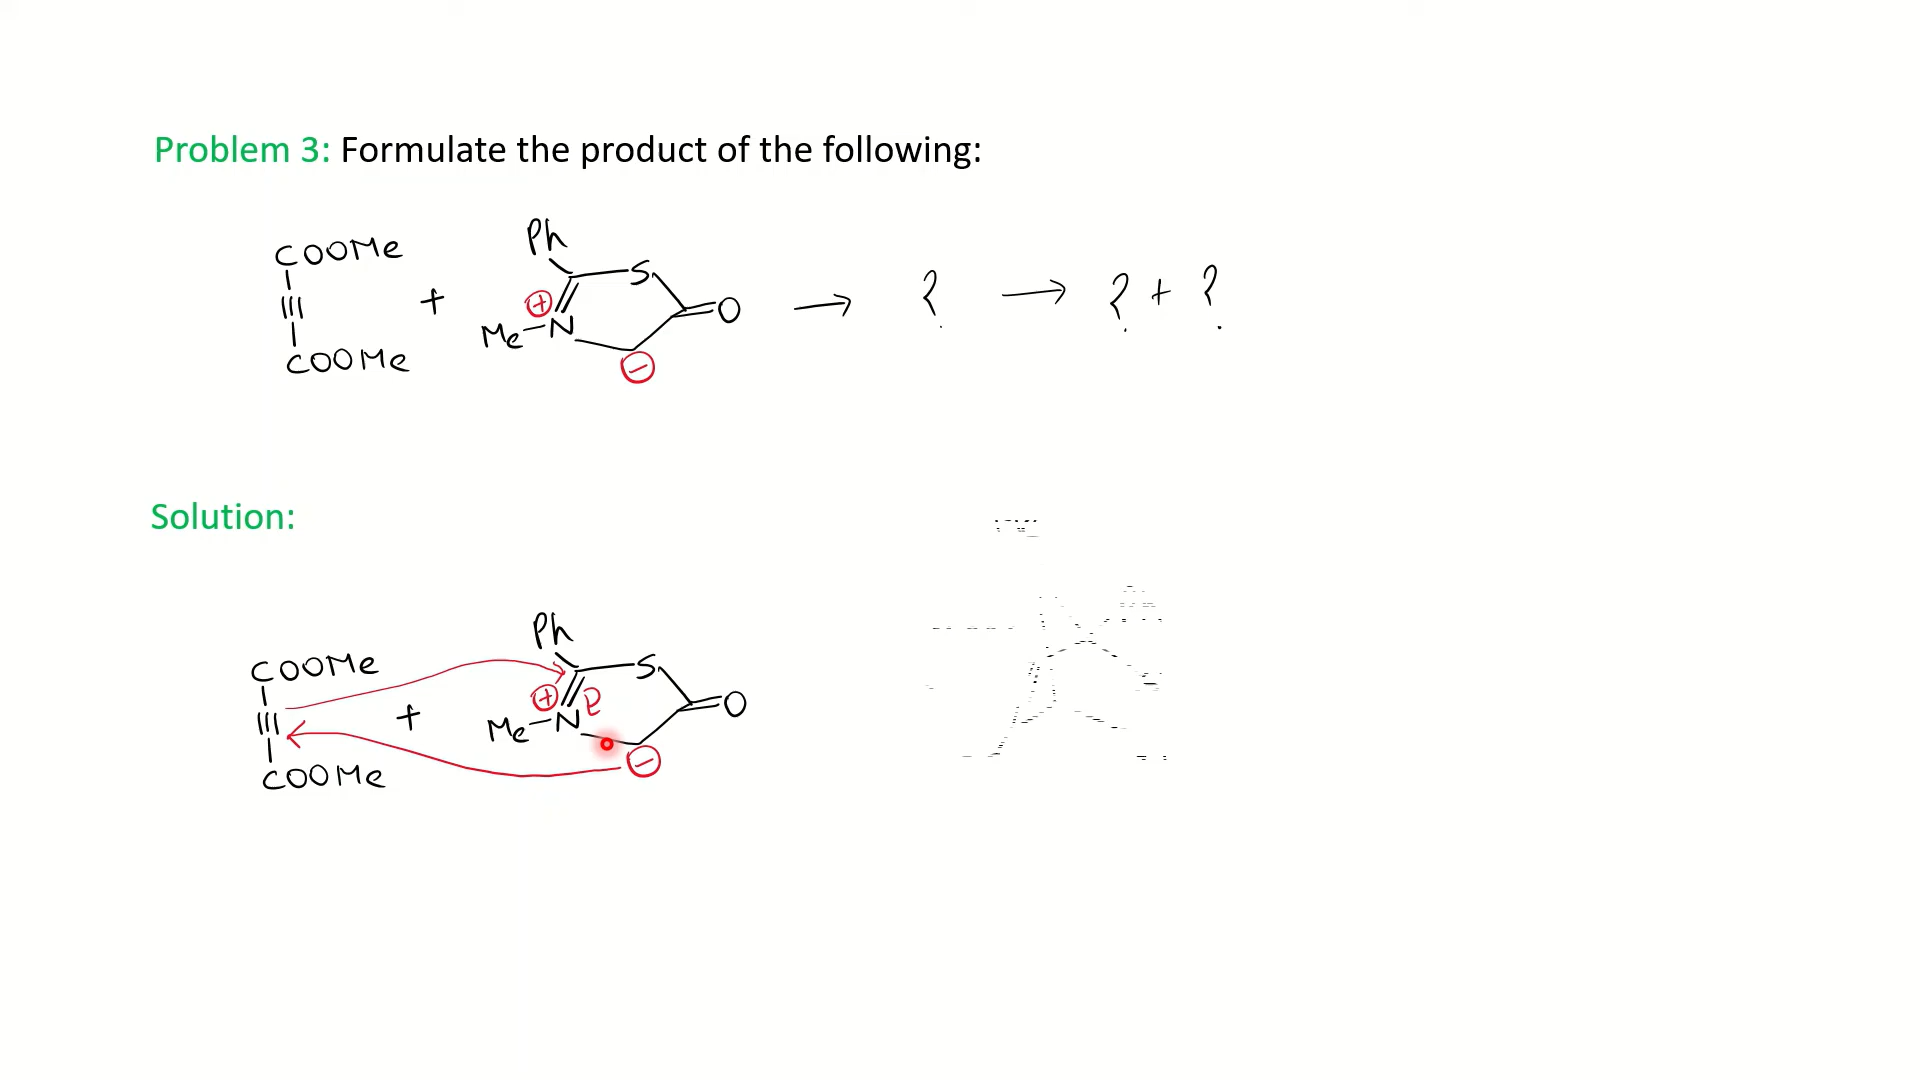 Problem 3: Formulate the product of the following:
COOMe
|||
COOMe
+
Ph
S
⊕
Me-N
=O
⊖
→ ? → ? + ?
Solution:
COOMe
|||
COOMe
+
Ph
S
⊕
Me-N
=O
⊖